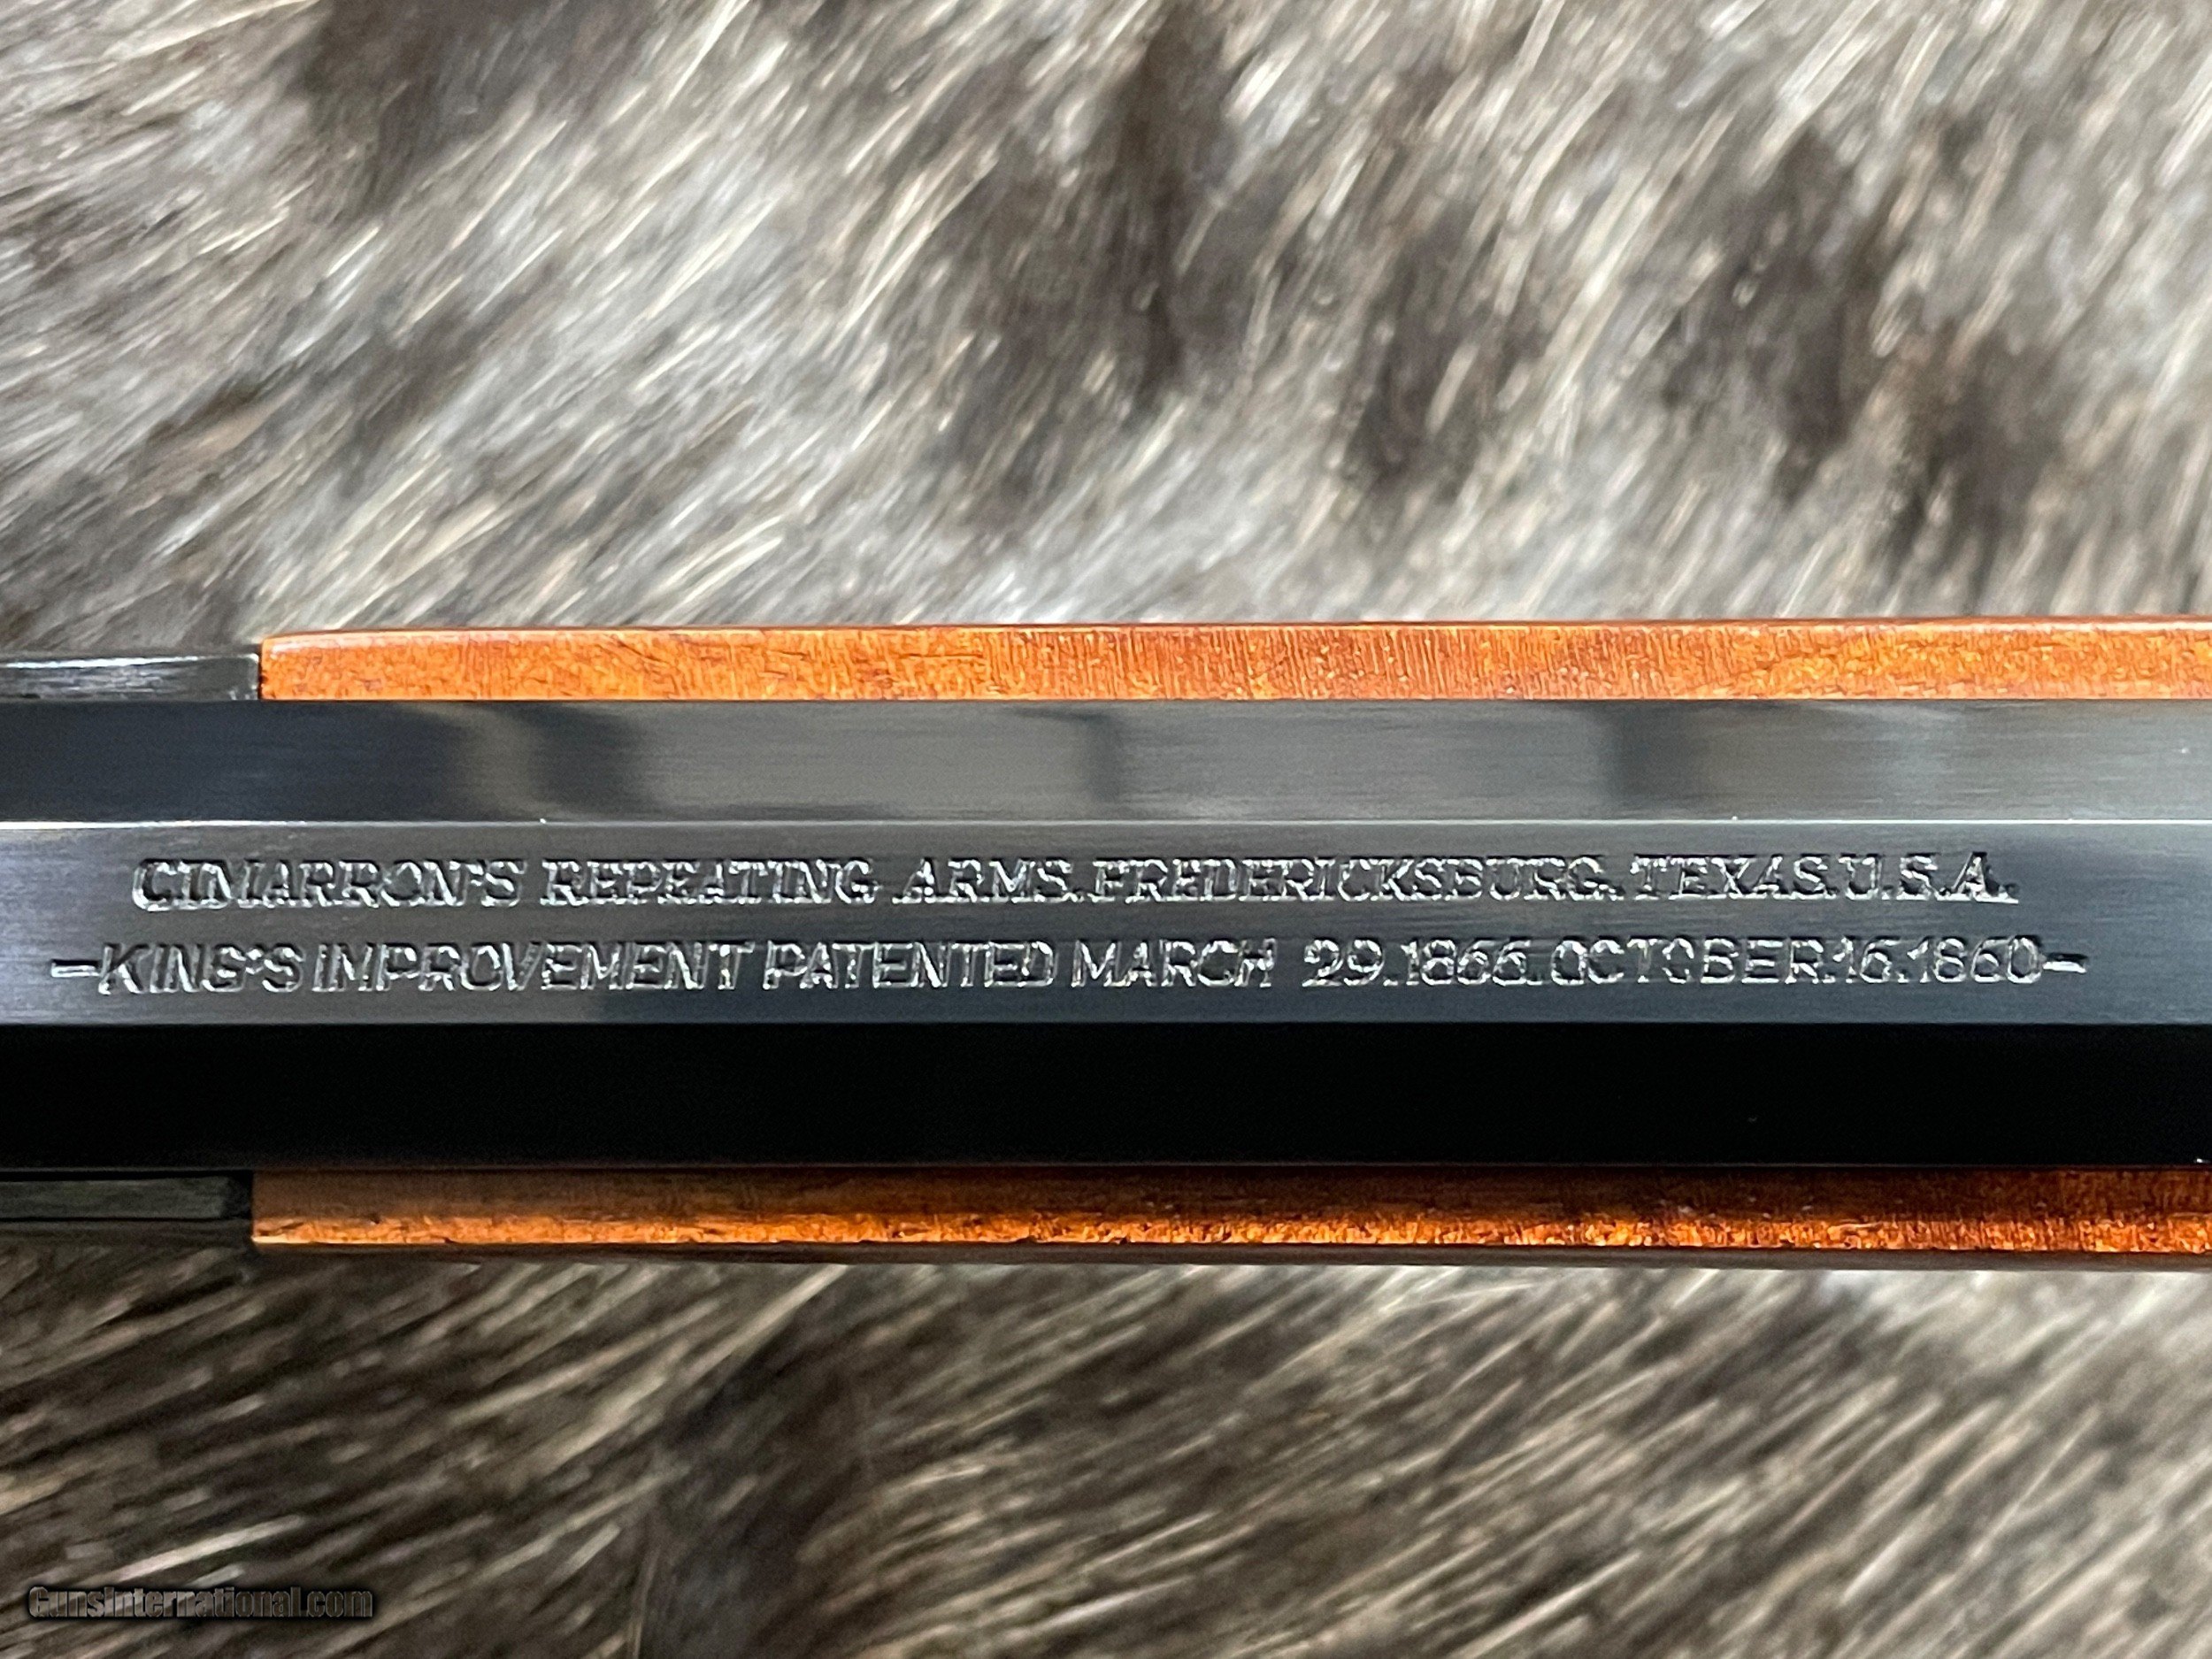 CIMARRON'S REPEATING ARMS. FREDERICKSBURG. TEXAS.U.S.A.
-KING'S IMPROVEMENT PATENTED MARCH 29.1866.OCTOBER.16.1860-
GunsInternational.com